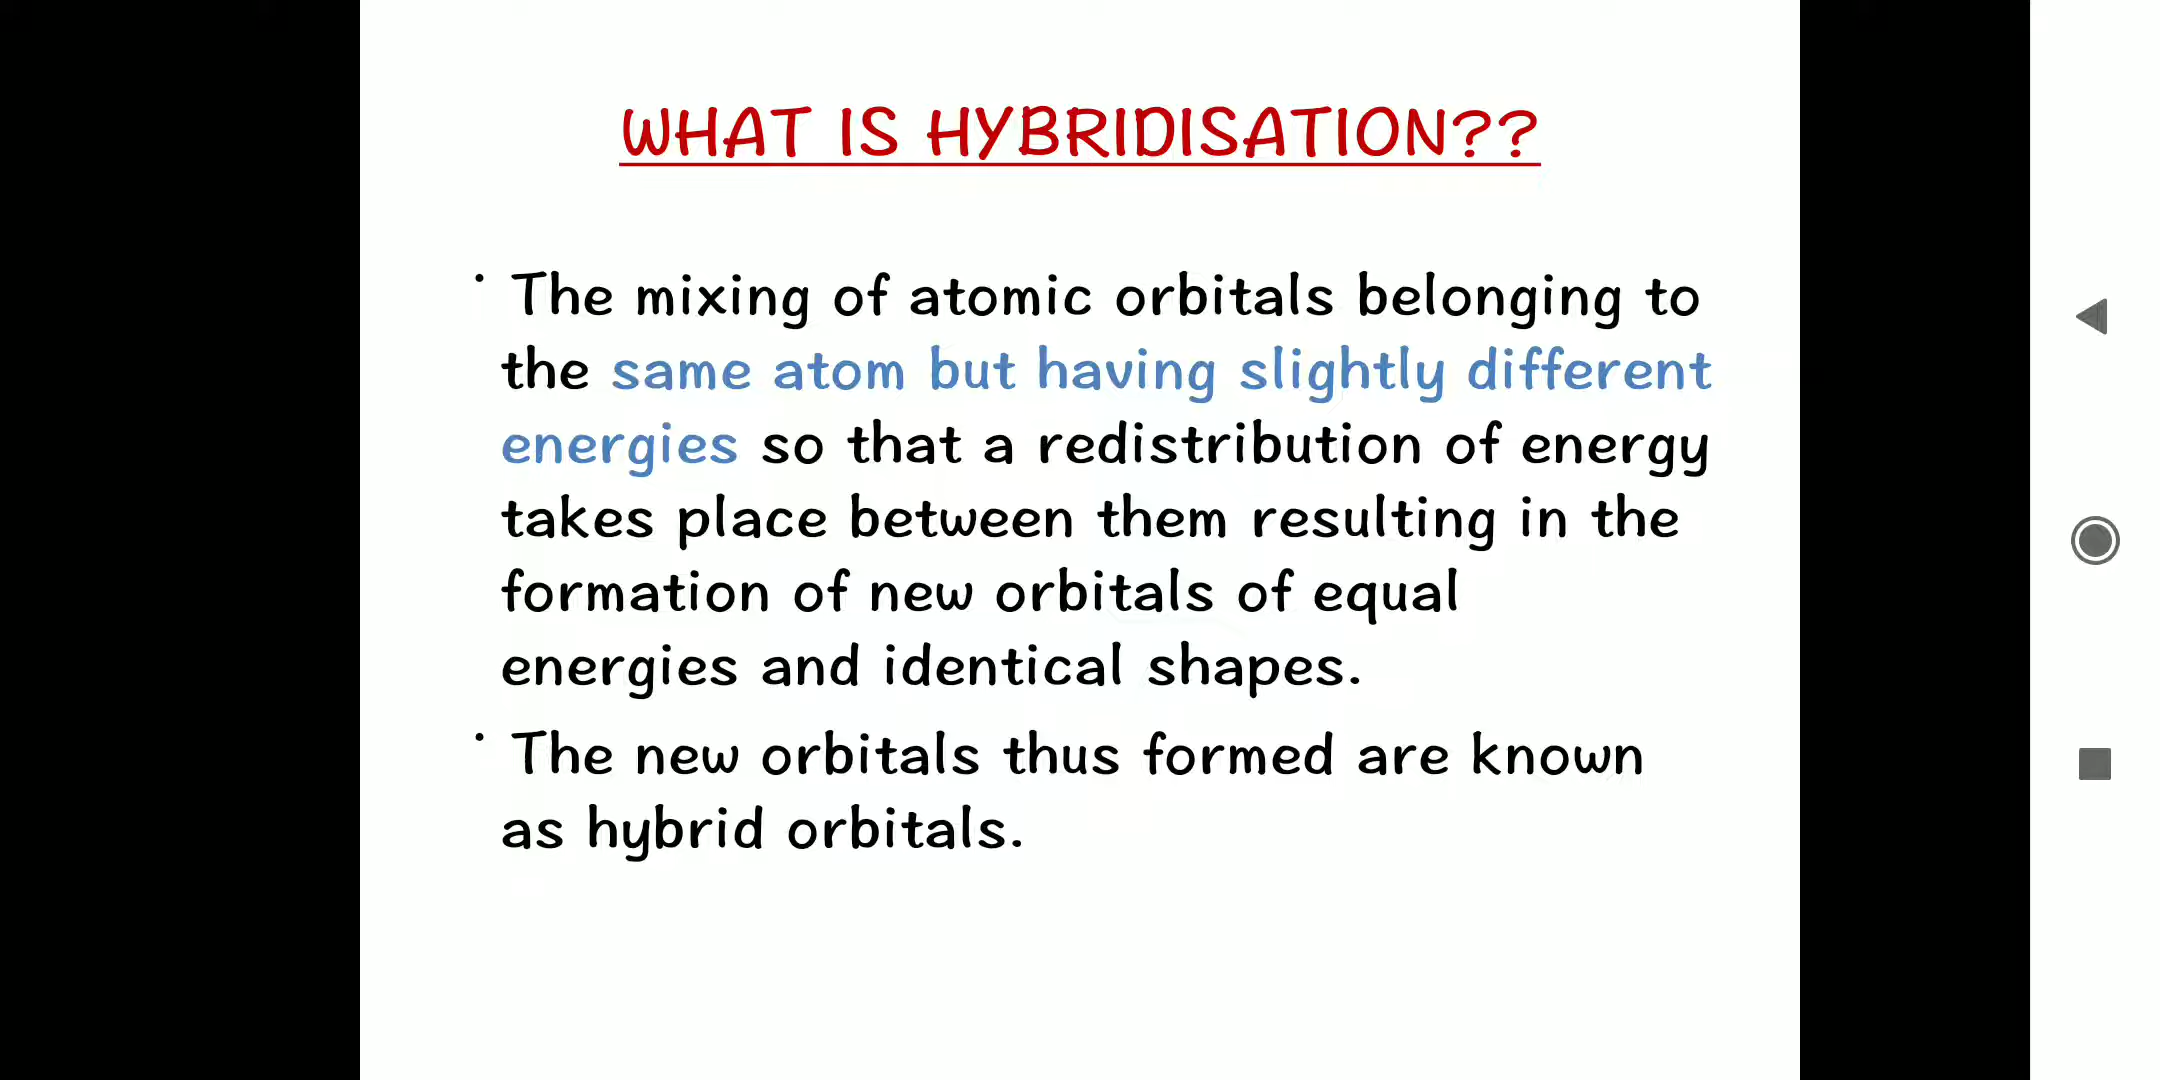 WHAT IS HYBRIDISATION??
· The mixing of atomic orbitals belonging to
the same atom but having slightly different
energies so that a redistribution of energy
takes place between them resulting in the
formation of new orbitals of equal
energies and identical shapes.
· The new orbitals thus formed are known
as hybrid orbitals.